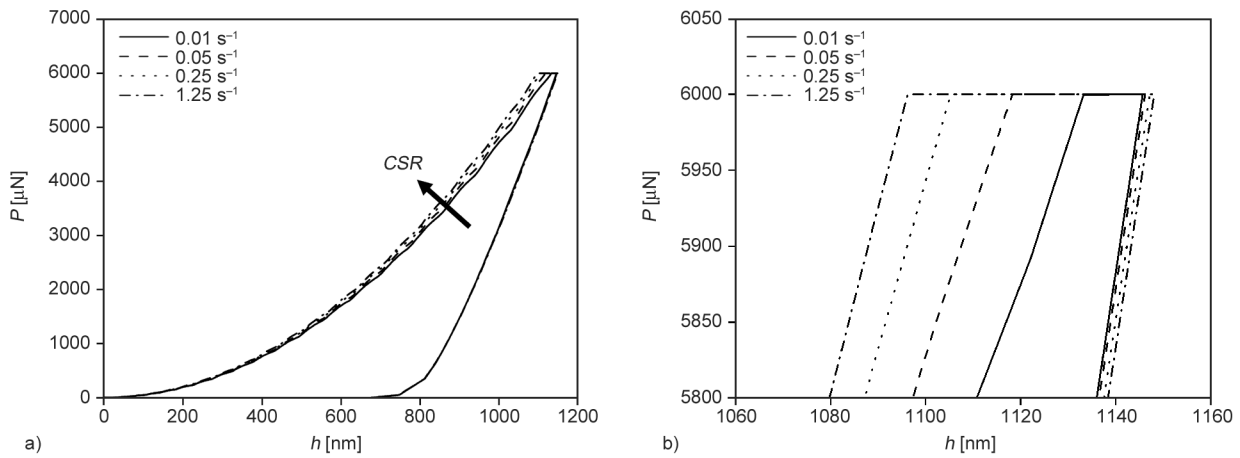 7000
6000
5000
4000
3000
2000
1000
0
P [μN]
0.01 s⁻¹
0.05 s⁻¹
0.25 s⁻¹
1.25 s⁻¹
CSR
0 200 400 600 800 1000 1200
h [nm]
a)
6050
6000
5950
5900
5850
5800
P [μN]
0.01 s⁻¹
0.05 s⁻¹
0.25 s⁻¹
1.25 s⁻¹
1060 1080 1100 1120 1140 1160
h [nm]
b)